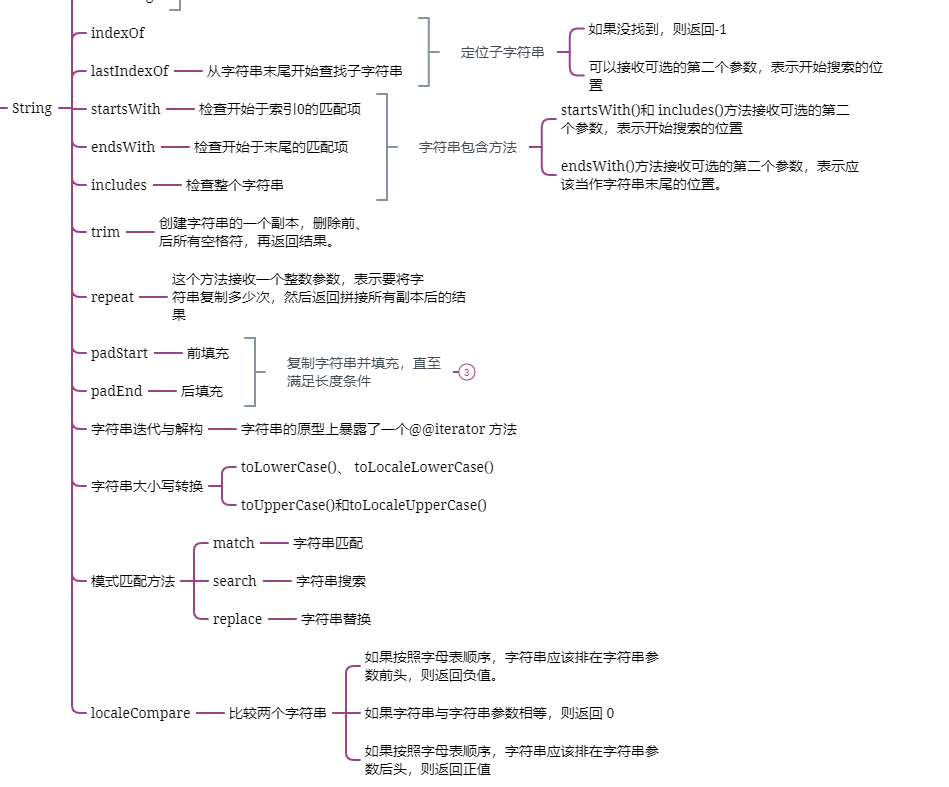 String
indexOf
lastIndexOf
从字符串末尾开始查找子字符串
定位子字符串
如果没找到，则返回-1
可以接收可选的第二个参数，表示开始搜索的位
置
startsWith
检查开始于索引0的匹配项
endsWith
检查开始于末尾的匹配项
includes
检查整个字符串
字符串包含方法
startsWith()和 includes()方法接收可选的第二
个参数，表示开始搜索的位置
endsWith()方法接收可选的第二个参数，表示应
该当作字符串末尾的位置。
trim
创建字符串的一个副本，删除前、
后所有空格符，再返回结果。
repeat
这个方法接收一个整数参数，表示要将字
符串复制多少次，然后返回拼接所有副本后的结
果
padStart
前填充
padEnd
后填充
复制字符串并填充，直至
满足长度条件
3
字符串迭代与解构
字符串的原型上暴露了一个@@iterator 方法
字符串大小写转换
toLowerCase()、 toLocaleLowerCase()
toUpperCase()和toLocaleUpperCase()
模式匹配方法
match
字符串匹配
search
字符串搜索
replace
字符串替换
localeCompare
比较两个字符串
如果按照字母表顺序，字符串应该排在字符串参
数前头，则返回负值。
如果字符串与字符串参数相等，则返回 0
如果按照字母表顺序，字符串应该排在字符串参
数后头，则返回正值